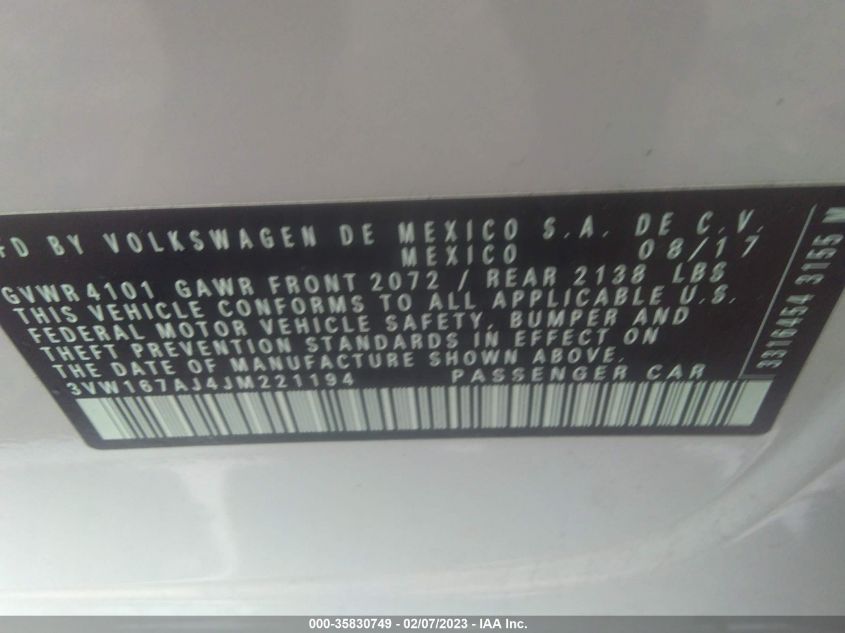 FD BY VOLKSWAGEN DE MEXICO S.A. DE C.V.
MEXICO 08/17
GVWR 4101 GAWR FRONT 2072 / REAR 2138 LBS
THIS VEHICLE CONFORMS TO ALL APPLICABLE U.S.
FEDERAL MOTOR VEHICLE SAFETY, BUMPER AND
THEFT PREVENTION STANDARDS IN EFFECT ON
THE DATE OF MANUFACTURE SHOWN ABOVE.
3VW167AJ4JM221194 PASSENGER CAR
3318454 3155 M
000-35830749 - 02/07/2023 - IAA Inc.